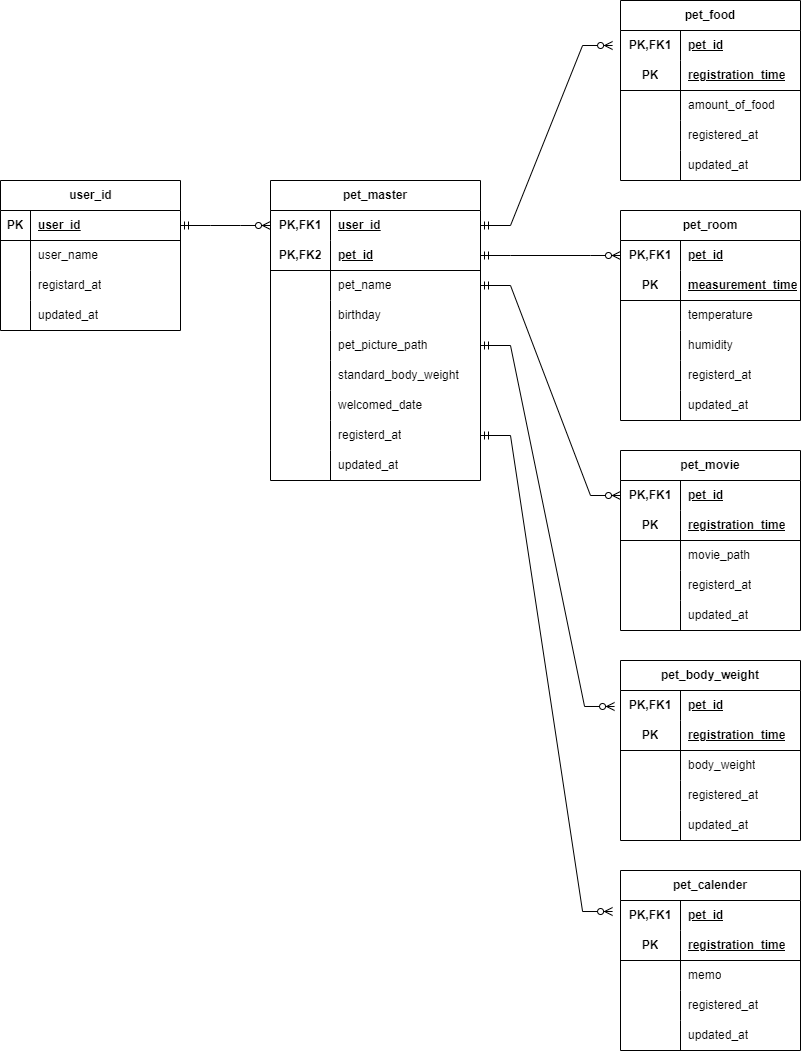 user_id
PK user_id
user_name
registard_at
updated_at
pet_master
PK,FK1 user_id
PK,FK2 pet_id
pet_name
birthday
pet_picture_path
standard_body_weight
welcomed_date
registerd_at
updated_at
pet_food
PK,FK1 pet_id
PK registration_time
amount_of_food
registered_at
updated_at
pet_room
PK,FK1 pet_id
PK measurement_time
temperature
humidity
registerd_at
updated_at
pet_movie
PK,FK1 pet_id
PK registration_time
movie_path
registerd_at
updated_at
pet_body_weight
PK,FK1 pet_id
PK registration_time
body_weight
registered_at
updated_at
pet_calender
PK,FK1 pet_id
PK registration_time
memo
registered_at
updated_at